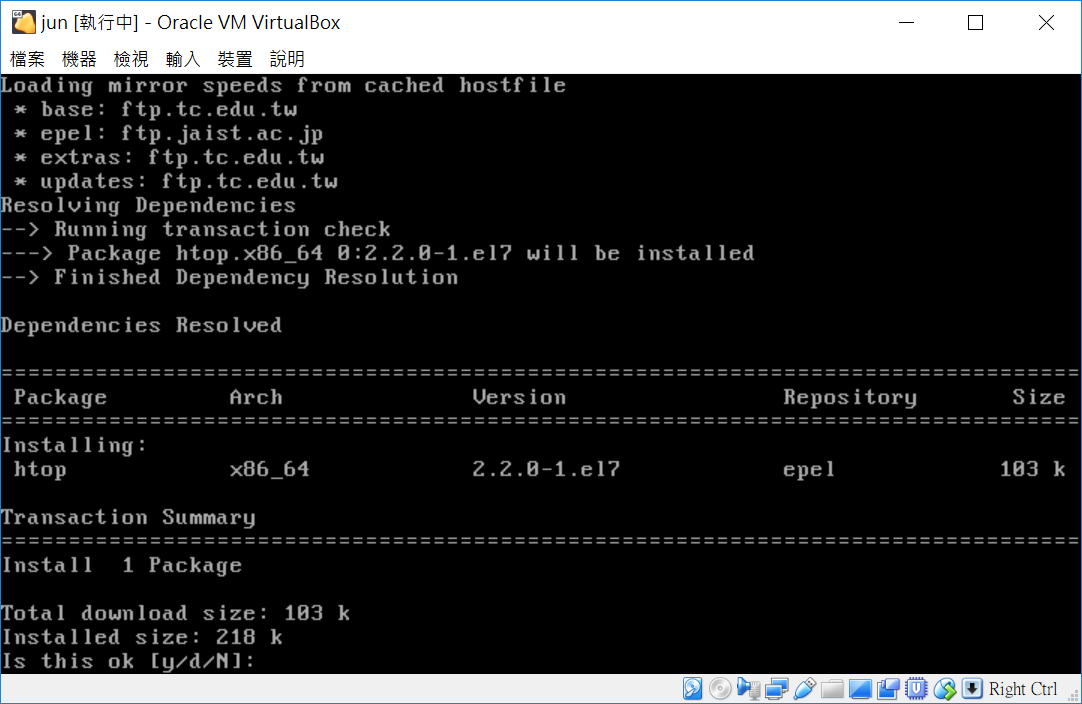 jun [執行中] - Oracle VM VirtualBox
檔案 機器 檢視 輸入 裝置 說明
Loading mirror speeds from cached hostfile
* base: ftp.tc.edu.tw
* epel: ftp.jaist.ac.jp
* extras: ftp.tc.edu.tw
* updates: ftp.tc.edu.tw
Resolving Dependencies
--> Running transaction check
---> Package htop.x86_64 0:2.2.0-1.el7 will be installed
--> Finished Dependency Resolution
Dependencies Resolved
================================================================================
Package Arch Version Repository Size
================================================================================
Installing:
htop x86_64 2.2.0-1.el7 epel 103 k
Transaction Summary
================================================================================
Install 1 Package
Total download size: 103 k
Installed size: 218 k
Is this ok [y/d/N]:
Right Ctrl